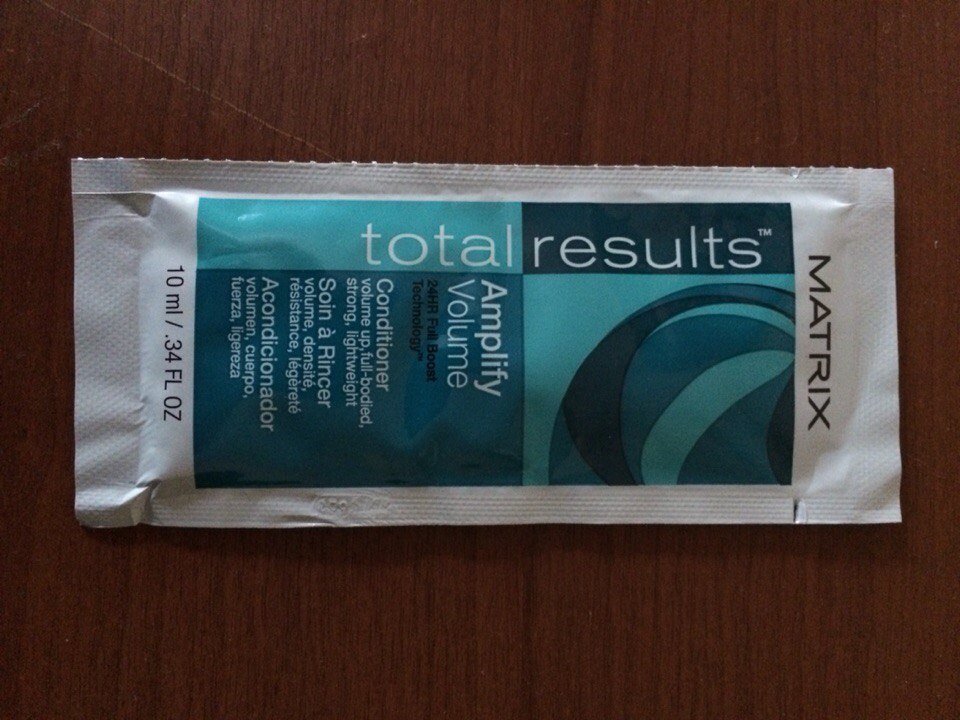 MATRIX
total results™
Amplify
Volume
24HR Full Boost
Technology™
Conditioner
volume up, full-bodied,
strong, lightweight
Soin à Rincer
volume, densité,
résistance, légèreté
Acondicionador
volumen, cuerpo,
fuerza, ligereza
10 ml / .34 FL OZ